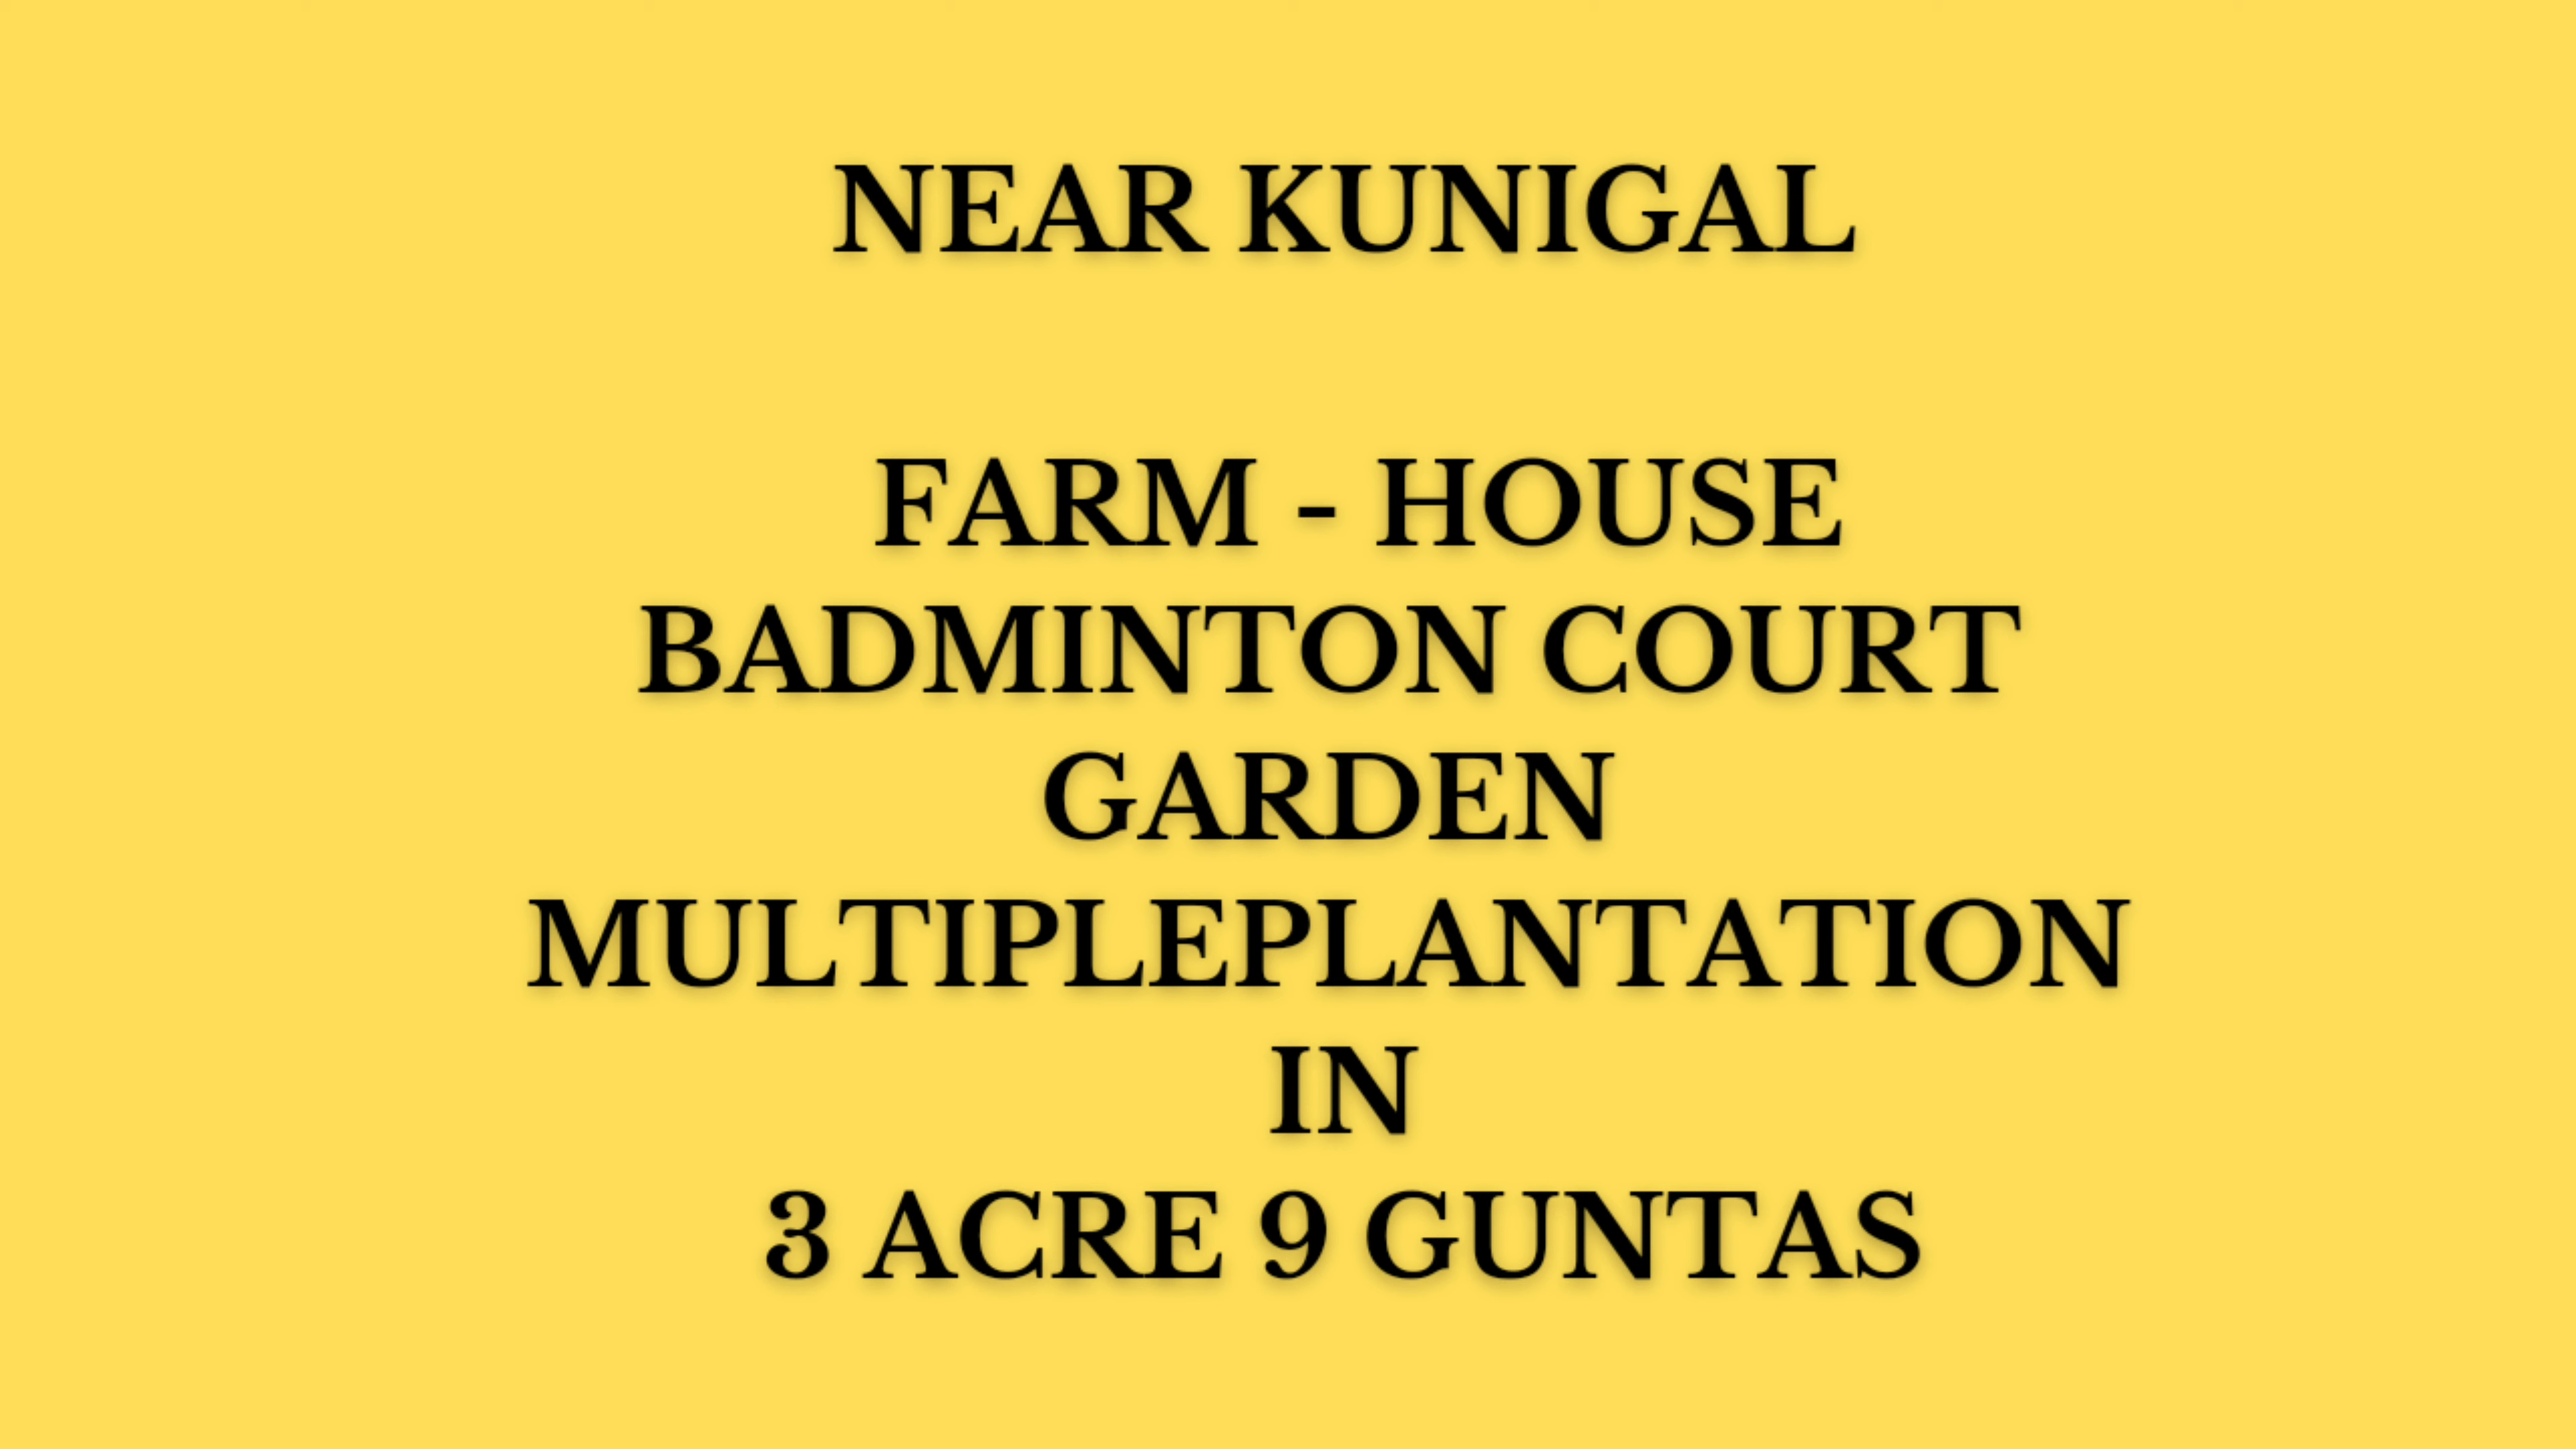 NEAR KUNIGAL
FARM - HOUSE
BADMINTON COURT
GARDEN
MULTIPLEPLANTATION
IN
3 ACRE 9 GUNTAS